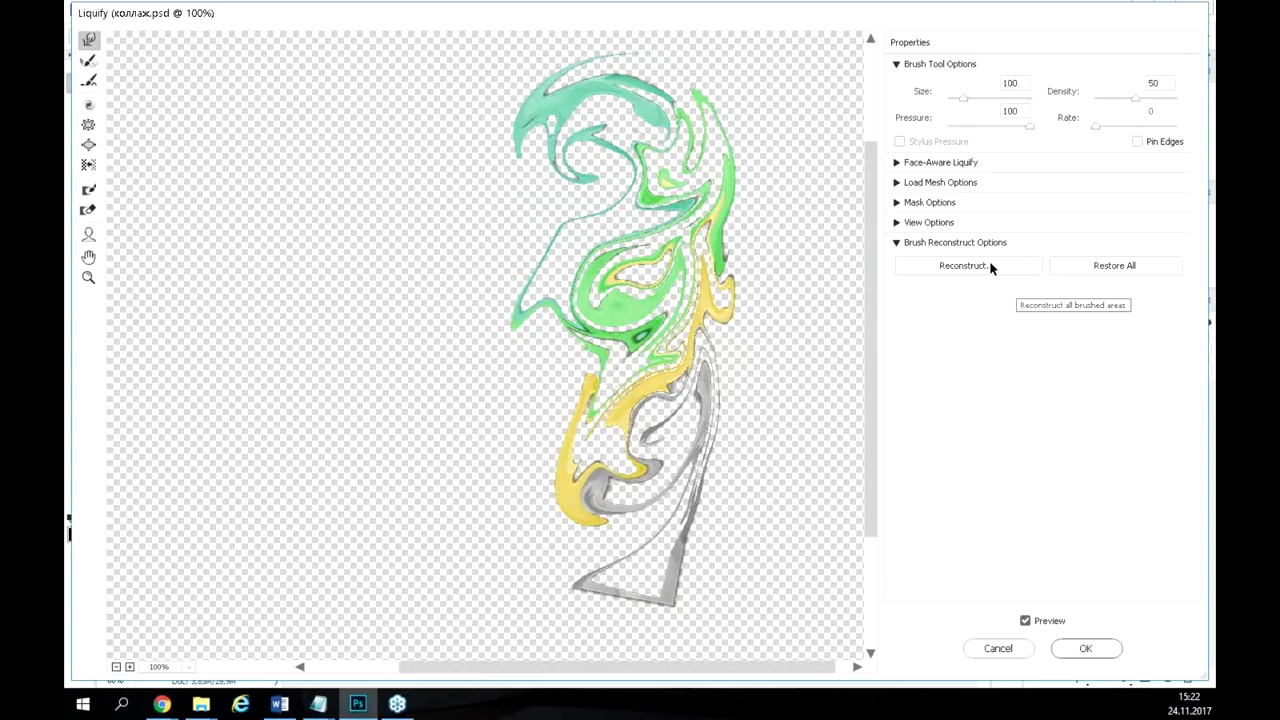 Liquify (коллаж.psd @ 100%)
Properties
Brush Tool Options
Size: 100
Density: 50
Pressure: 100
Rate: 0
Stylus Pressure
Pin Edges
Face-Aware Liquify
Load Mesh Options
Mask Options
View Options
Brush Reconstruct Options
Reconstruct...
Restore All
Reconstruct all brushed areas
Preview
Cancel
OK
100%
Ps
15:22
24.11.2017